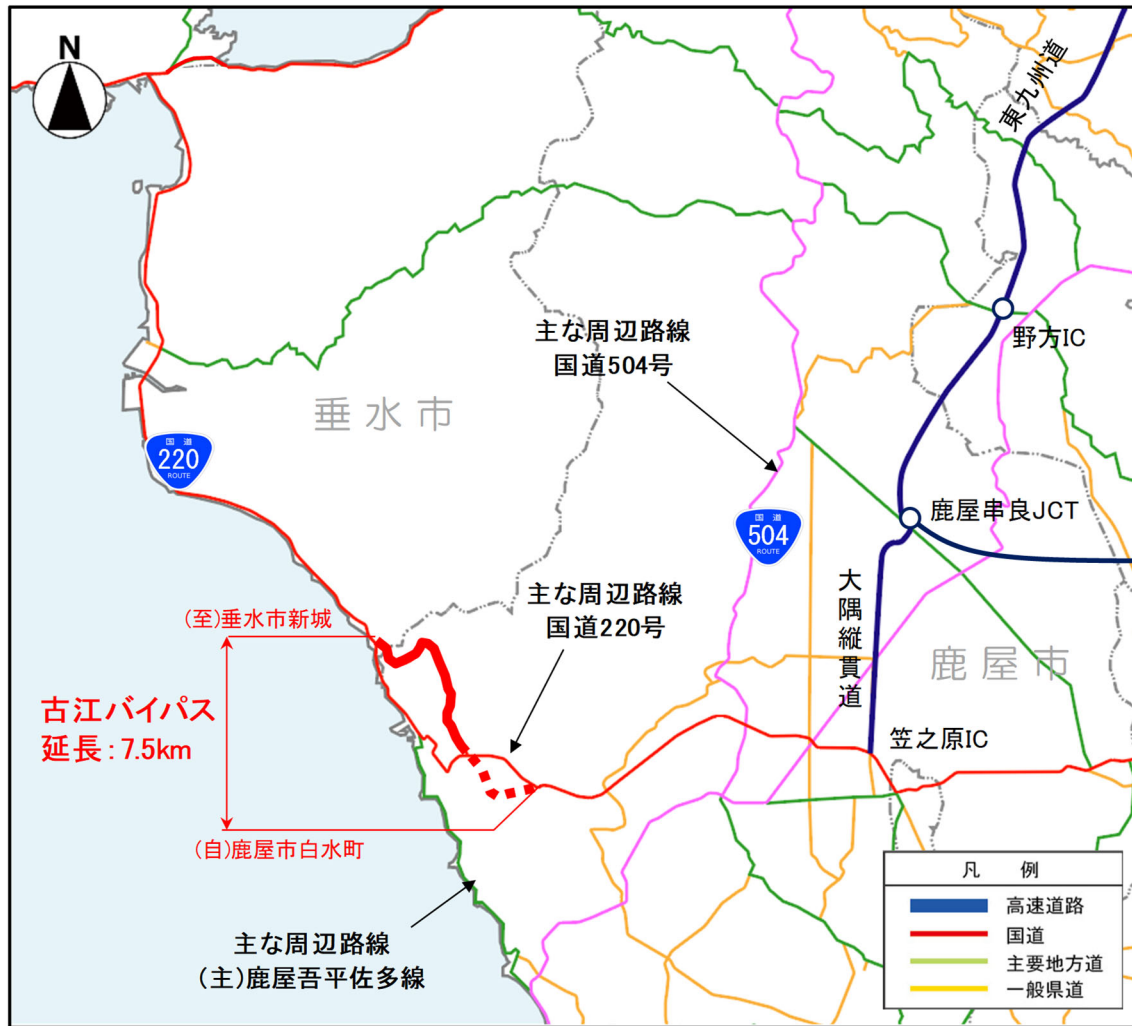 N
東九州道
主な周辺路線
国道504号
野方IC
垂水市
国道
220
ROUTE
鹿屋串良JCT
国道
504
ROUTE
主な周辺路線
国道220号
大隅縦貫道
(至)垂水市新城
鹿屋市
古江バイパス
延長:7.5km
笠之原IC
(自)鹿屋市白水町
主な周辺路線
(主)鹿屋吾平佐多線
凡 例
高速道路
国道
主要地方道
一般県道